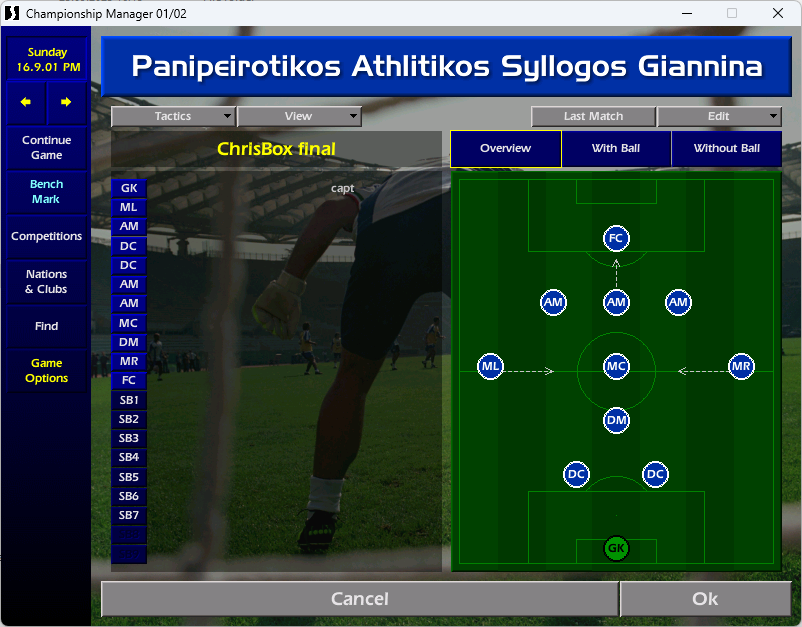 Championship Manager 01/02
Sunday
16.9.01 PM
Continue
Game
Bench
Mark
Competitions
Nations
& Clubs
Find
Game
Options
Panipeirotikos Athlitikos Syllogos Giannina
Tactics
View
Last Match
Edit
ChrisBox final
Overview
With Ball
Without Ball
GK capt
ML
AM
DC
DC
AM
AM
MC
DM
MR
FC
SB1
SB2
SB3
SB4
SB5
SB6
SB7
FC
AM AM AM
ML MC MR
DM
DC DC
GK
Cancel
Ok